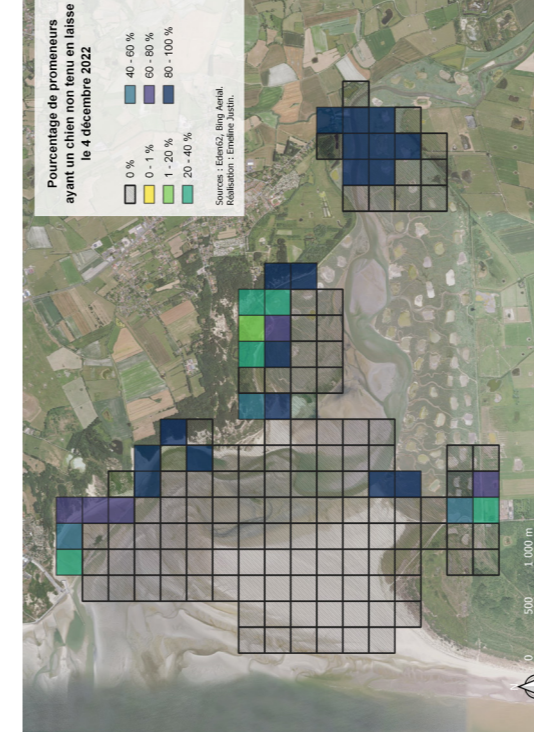 Pourcentage de promeneurs
ayant un chien non tenu en laisse
le 4 décembre 2022
0 %
0 - 1 %
1 - 20 %
20 - 40 %
40 - 60 %
60 - 80 %
80 - 100 %
Sources : Eden62, Bing Aerial.
Réalisation : Emeline Justin.
0 500 1 000 m